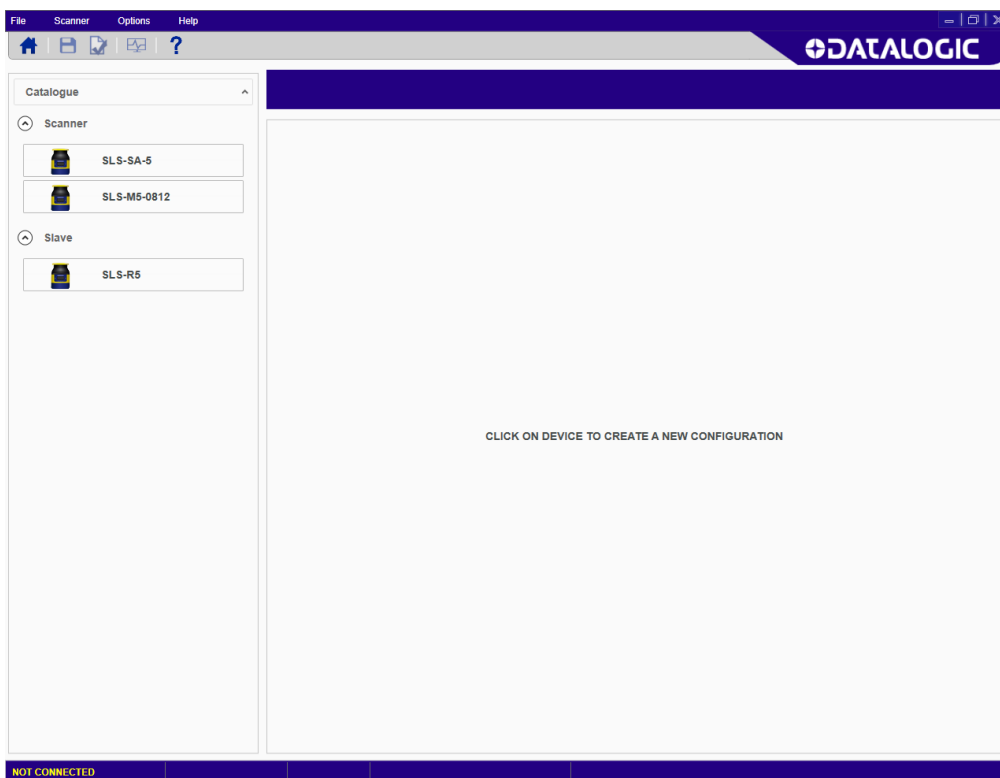 File Scanner Options Help
? DATALOGIC
Catalogue
Scanner
SLS-SA-5
SLS-M5-0812
Slave
SLS-R5
CLICK ON DEVICE TO CREATE A NEW CONFIGURATION
NOT CONNECTED